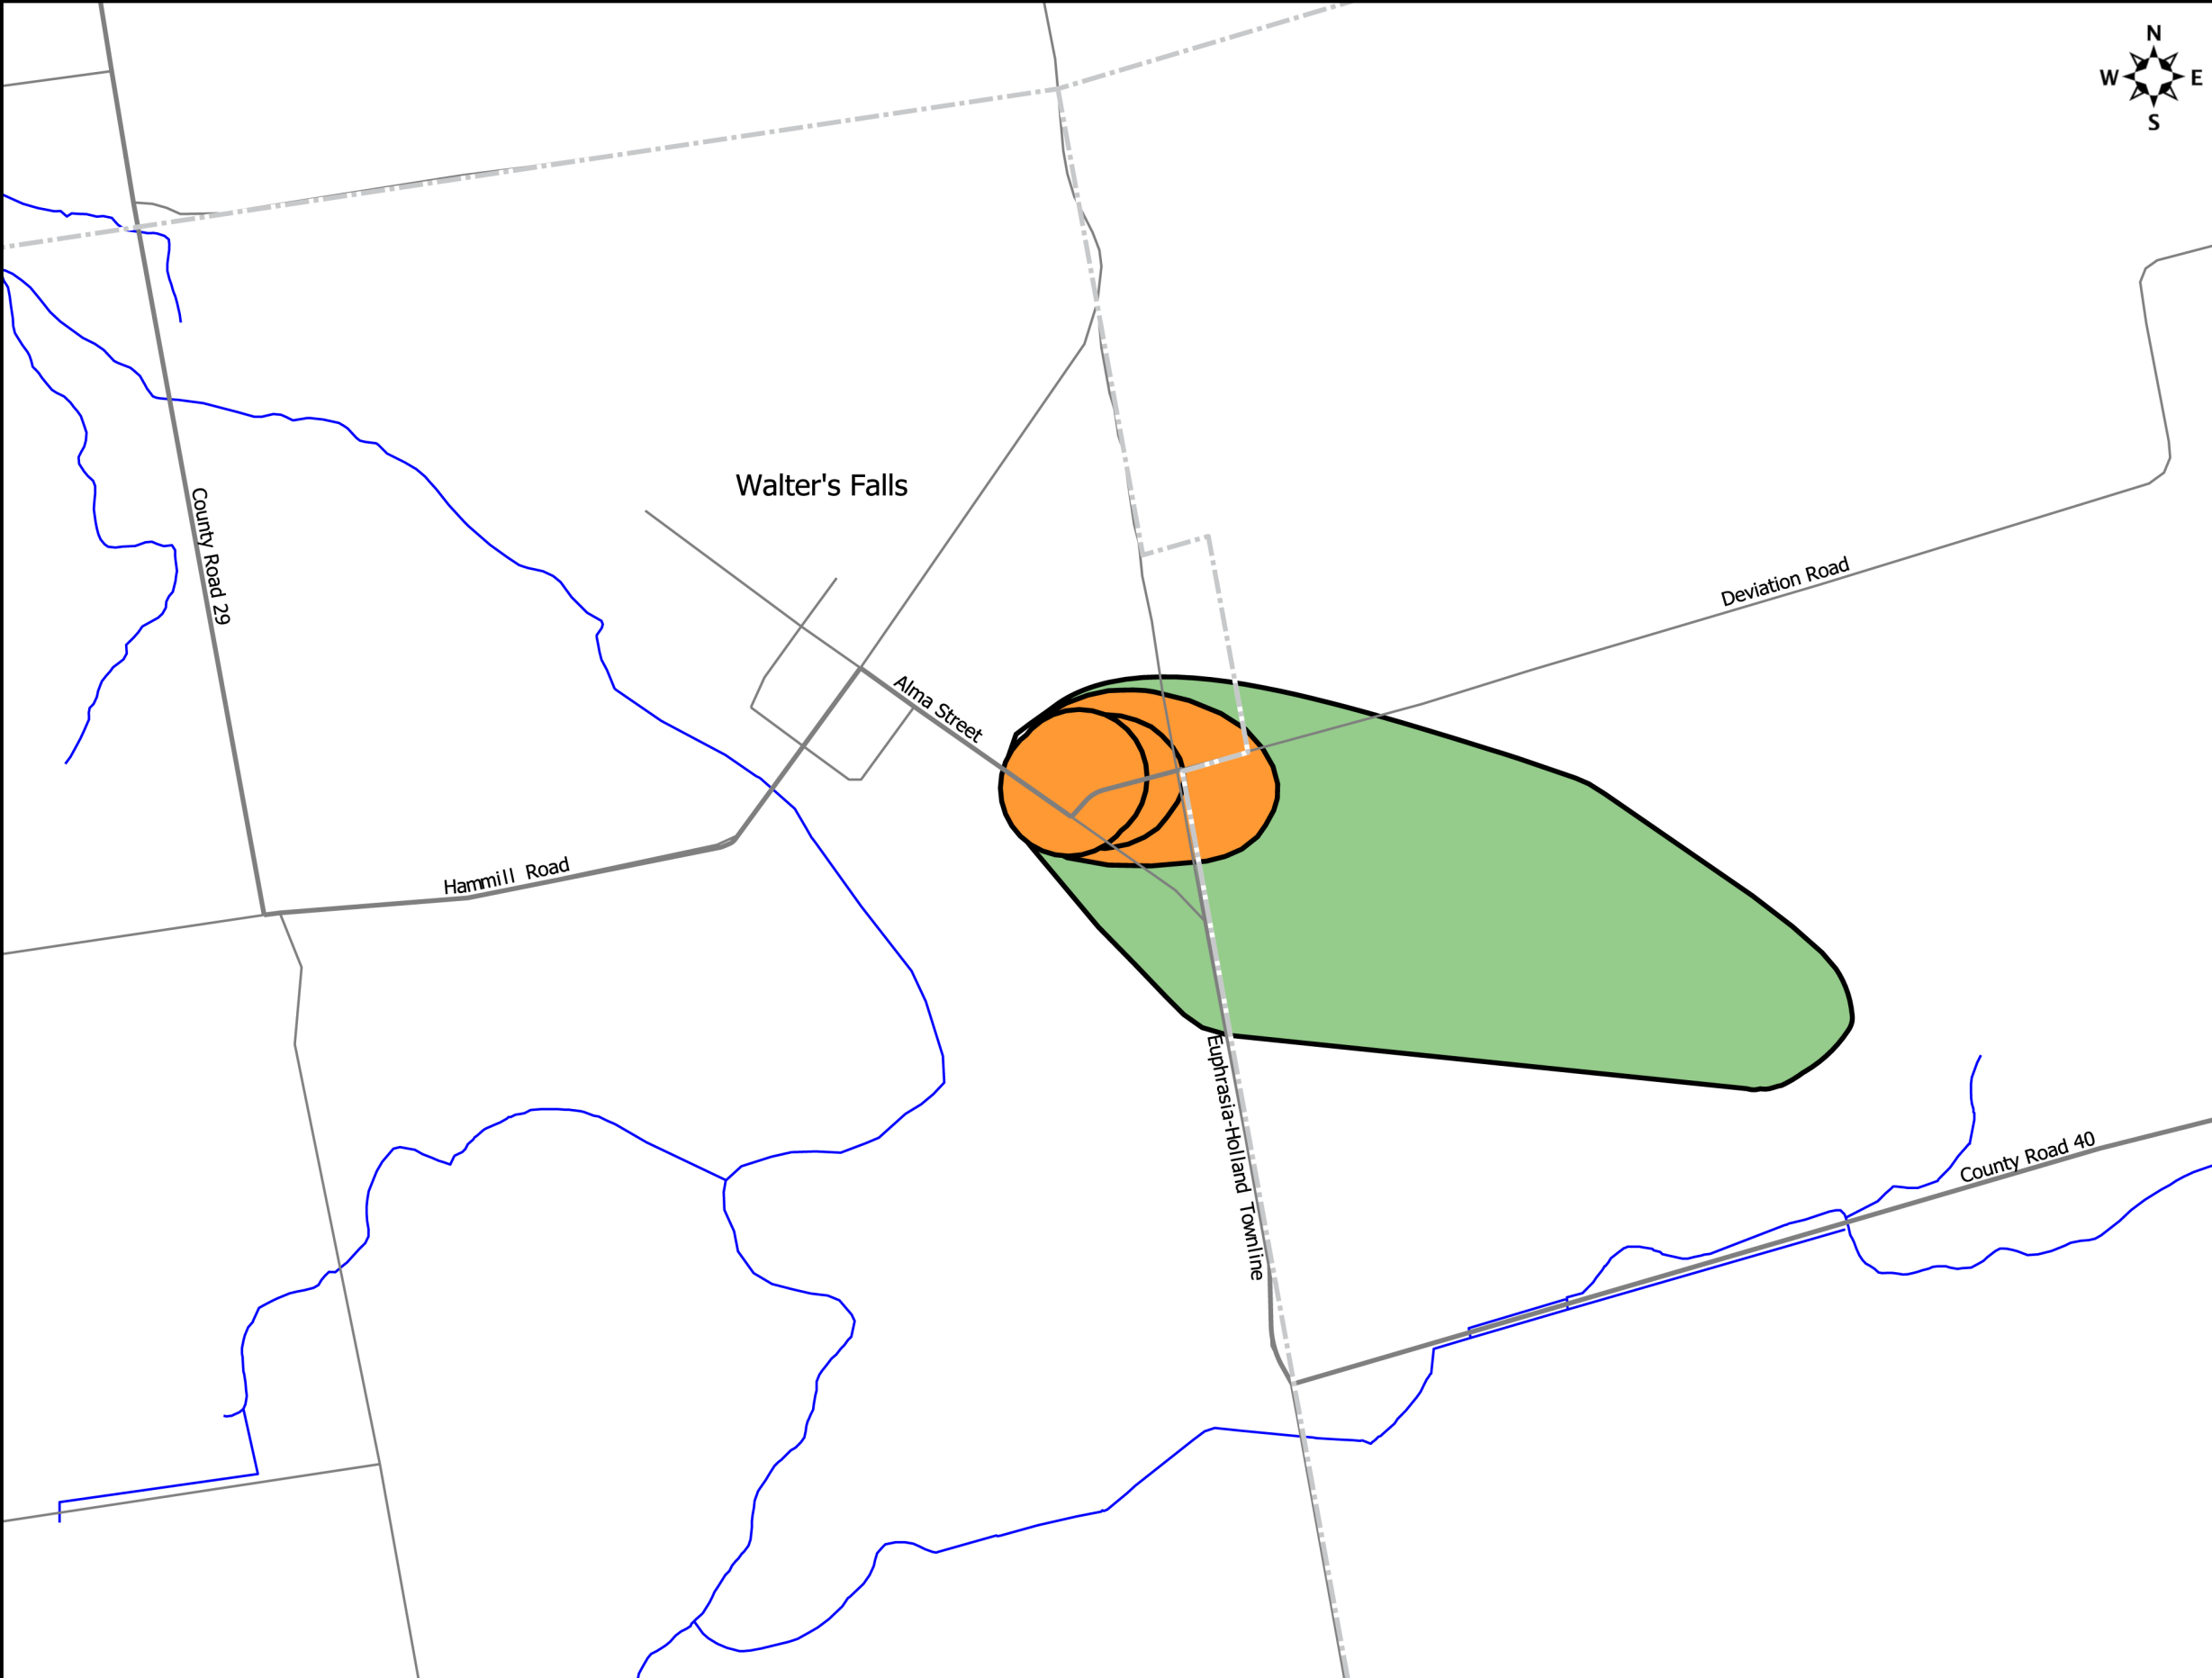 N
W E
S
Walter's Falls
County Road 29
Deviation Road
Alma Street
Hammill Road
Euphrasia-Holland Townline
County Road 40